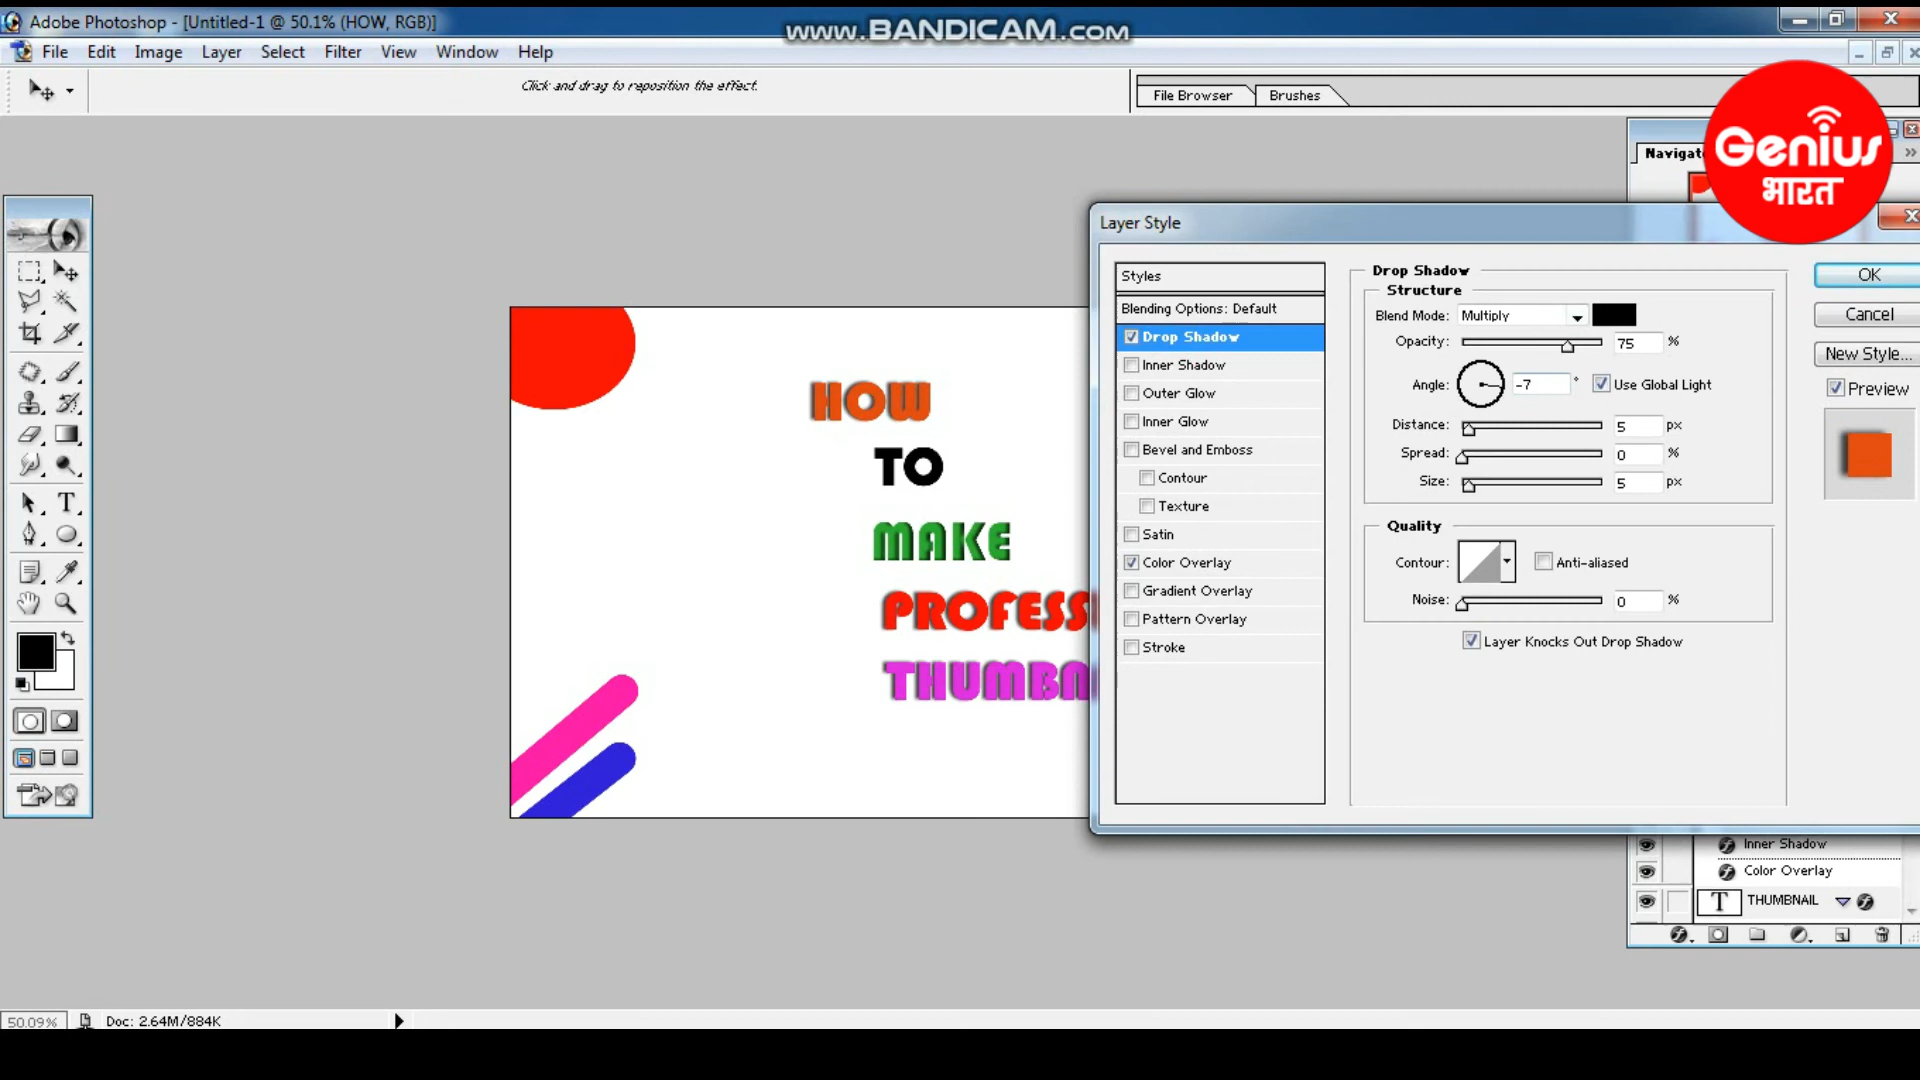 Adobe Photoshop - [Untitled-1 @ 50.1% (HOW, RGB)]
www.BANDICAM.com
File Edit Image Layer Select Filter View Window Help
Click and drag to reposition the effect.
File Browser
Brushes
Genius
भारत
Layer Style
Styles
Blending Options: Default
Drop Shadow
Inner Shadow
Outer Glow
Inner Glow
Bevel and Emboss
Contour
Texture
Satin
Color Overlay
Gradient Overlay
Pattern Overlay
Stroke
Drop Shadow
Structure
Blend Mode: Multiply
Opacity: 75 %
Angle: -7 ° Use Global Light
Distance: 5 px
Spread: 0 %
Size: 5 px
Quality
Contour: Anti-aliased
Noise: 0 %
Layer Knocks Out Drop Shadow
OK
Cancel
New Style...
Preview
HOW
TO
MAKE
Inner Shadow
Color Overlay
T THUMBNAIL
50.09% Doc: 2.64M/884K